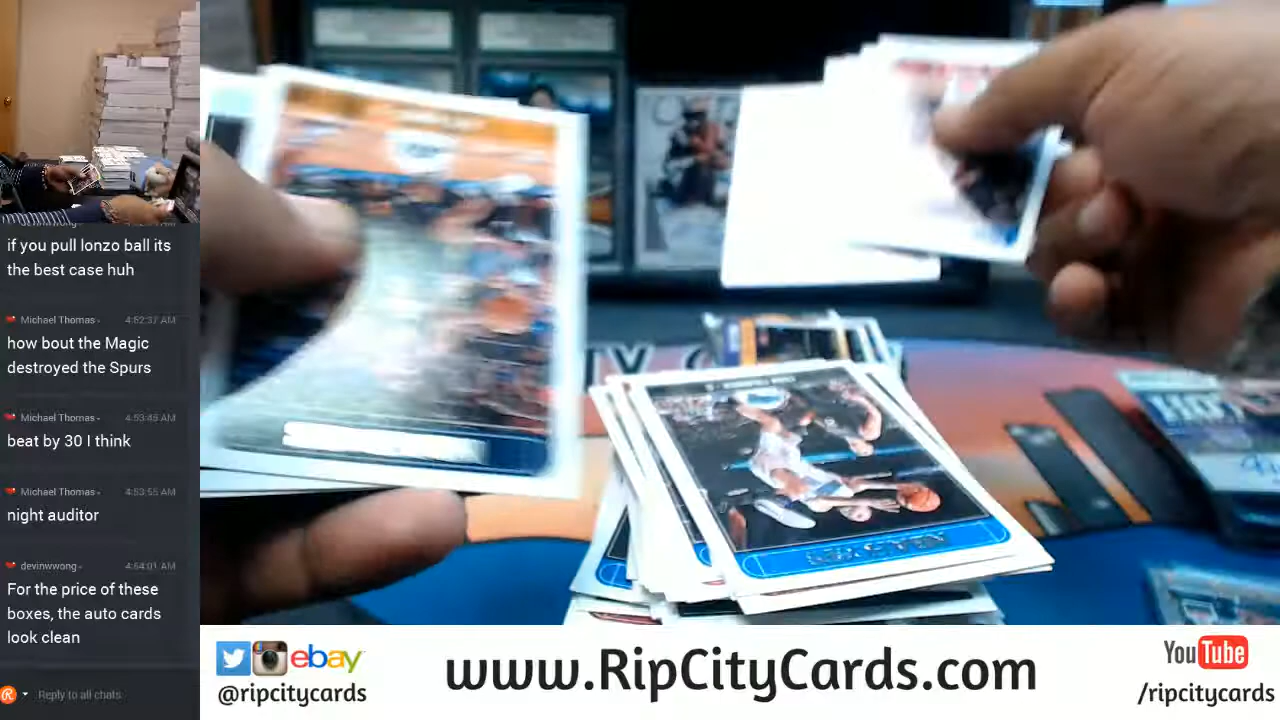 if you pull lonzo ball its
the best case huh
Michael Thomas 4:52:37 AM
how bout the Magic
destroyed the Spurs
Michael Thomas 4:53:45 AM
beat by 30 I think
Michael Thomas 4:53:55 AM
night auditor
devinwwong 4:54:01 AM
For the price of these
boxes, the auto cards
look clean
Reply to all chats
ebay
@ripcitycards
www.RipCityCards.com
YouTube
/ripcitycards